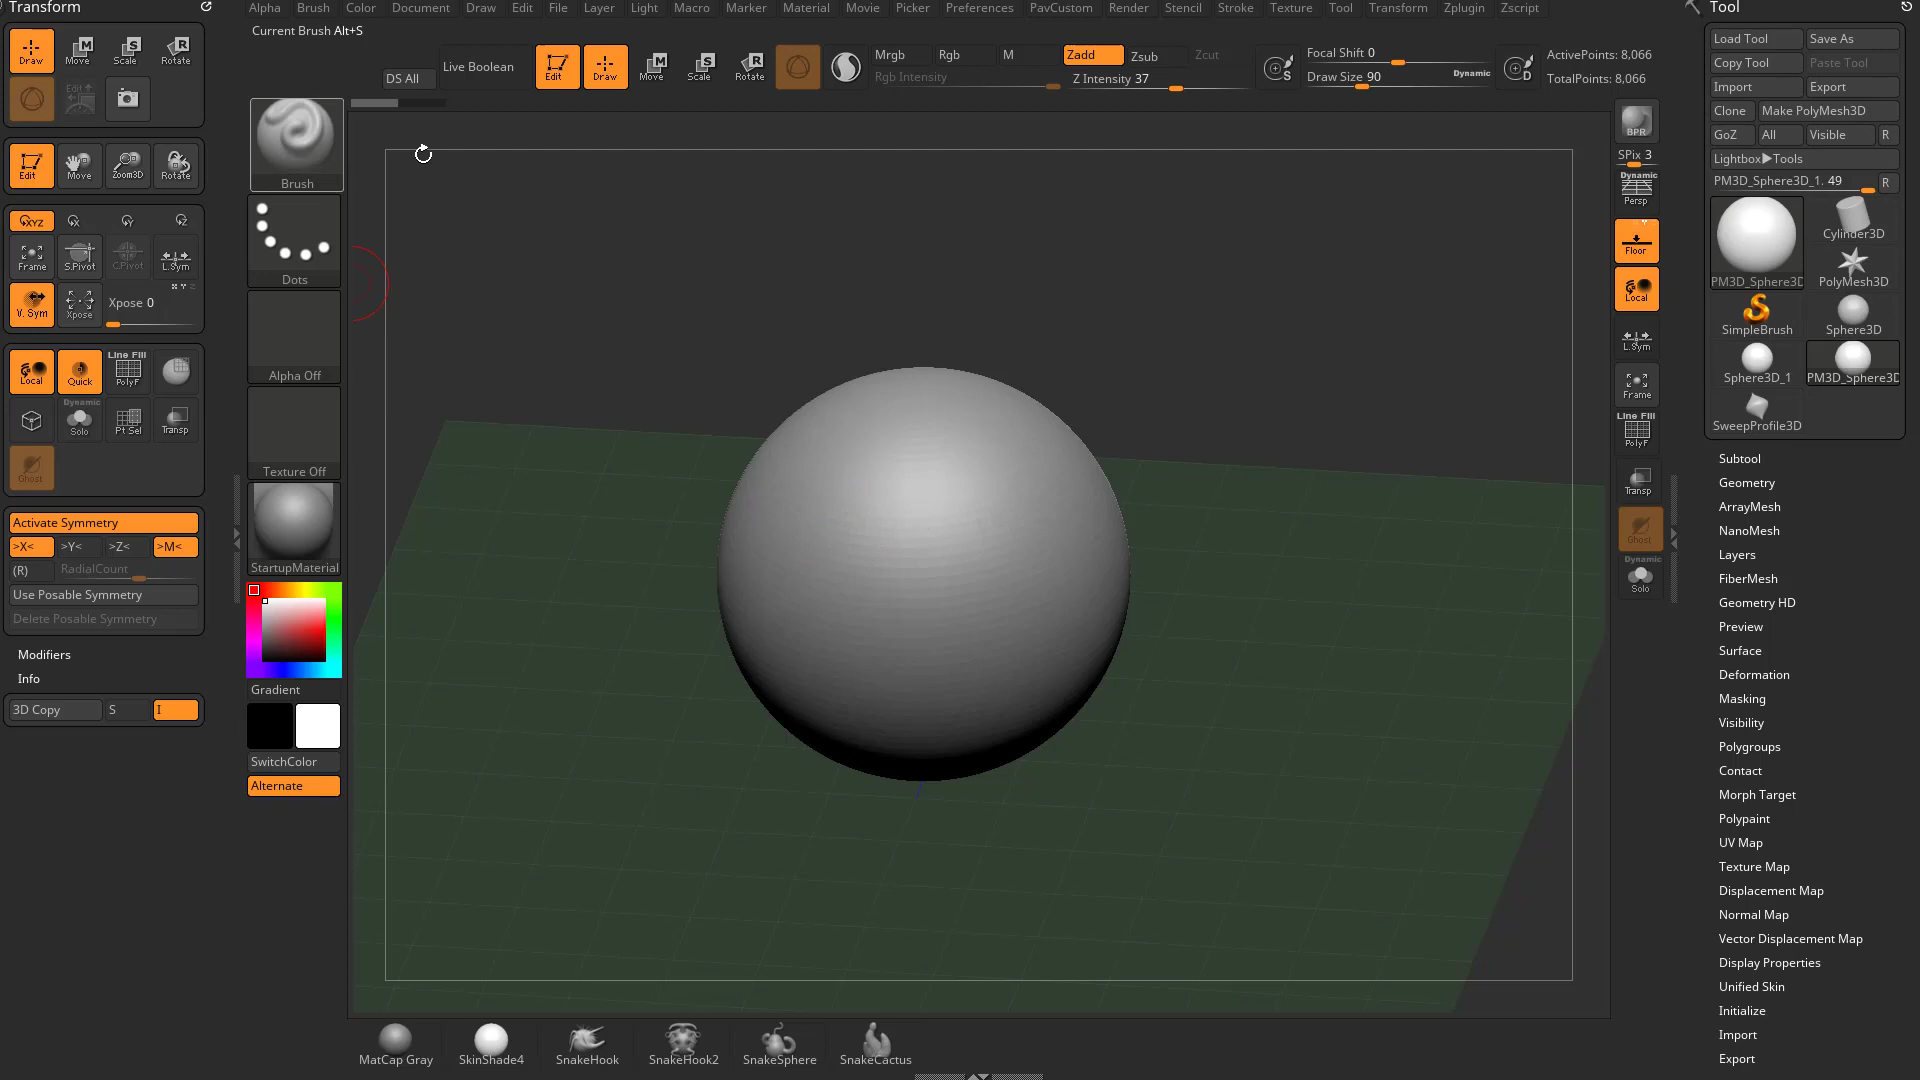 Transform
Alpha Brush Color Document Draw Edit File Layer Light Macro Marker Material Movie Picker Preferences PavCustom Render Stencil Stroke Texture Tool Transform Zplugin Zscript
Tool
Current Brush Alt+S
Draw Move Scale Rotate
Edit
DS All
Live Boolean
Edit Draw Move Scale Rotate
Mrgb Rgb M
Rgb Intensity
Zadd Zsub Zcut
Z Intensity 37
Focal Shift 0
Draw Size 90
Dynamic
ActivePoints: 8,066
TotalPoints: 8,066
Load Tool Save As
Copy Tool Paste Tool
Import Export
Clone Make PolyMesh3D
GoZ All Visible R
Lightbox▶Tools
PM3D_Sphere3D_1. 49 R
PM3D_Sphere3D
Cylinder3D
PolyMesh3D
SimpleBrush Sphere3D
Sphere3D_1 PM3D_Sphere3D
SweepProfile3D
Edit Move Zoom3D Rotate
XYZ X Y Z
Frame S.Pivot C.Pivot L.Sym
V. Sym Xpose Xpose 0
Local Quick Line Fill PolyF
Dynamic Solo Pt Sel Transp
Ghost
Activate Symmetry
>X< >Y< >Z< >M<
(R) RadialCount
Use Posable Symmetry
Delete Posable Symmetry
Modifiers
Info
3D Copy S I
Brush
Dots
Alpha Off
Texture Off
StartupMaterial
Gradient
SwitchColor
Alternate
BPR
SPix 3
Dynamic
Persp
Floor
Local
L.Sym
Frame
Line Fill
PolyF
Transp
Ghost
Dynamic
Solo
Subtool
Geometry
ArrayMesh
NanoMesh
Layers
FiberMesh
Geometry HD
Preview
Surface
Deformation
Masking
Visibility
Polygroups
Contact
Morph Target
Polypaint
UV Map
Texture Map
Displacement Map
Normal Map
Vector Displacement Map
Display Properties
Unified Skin
Initialize
Import
Export
MatCap Gray SkinShade4 SnakeHook SnakeHook2 SnakeSphere SnakeCactus